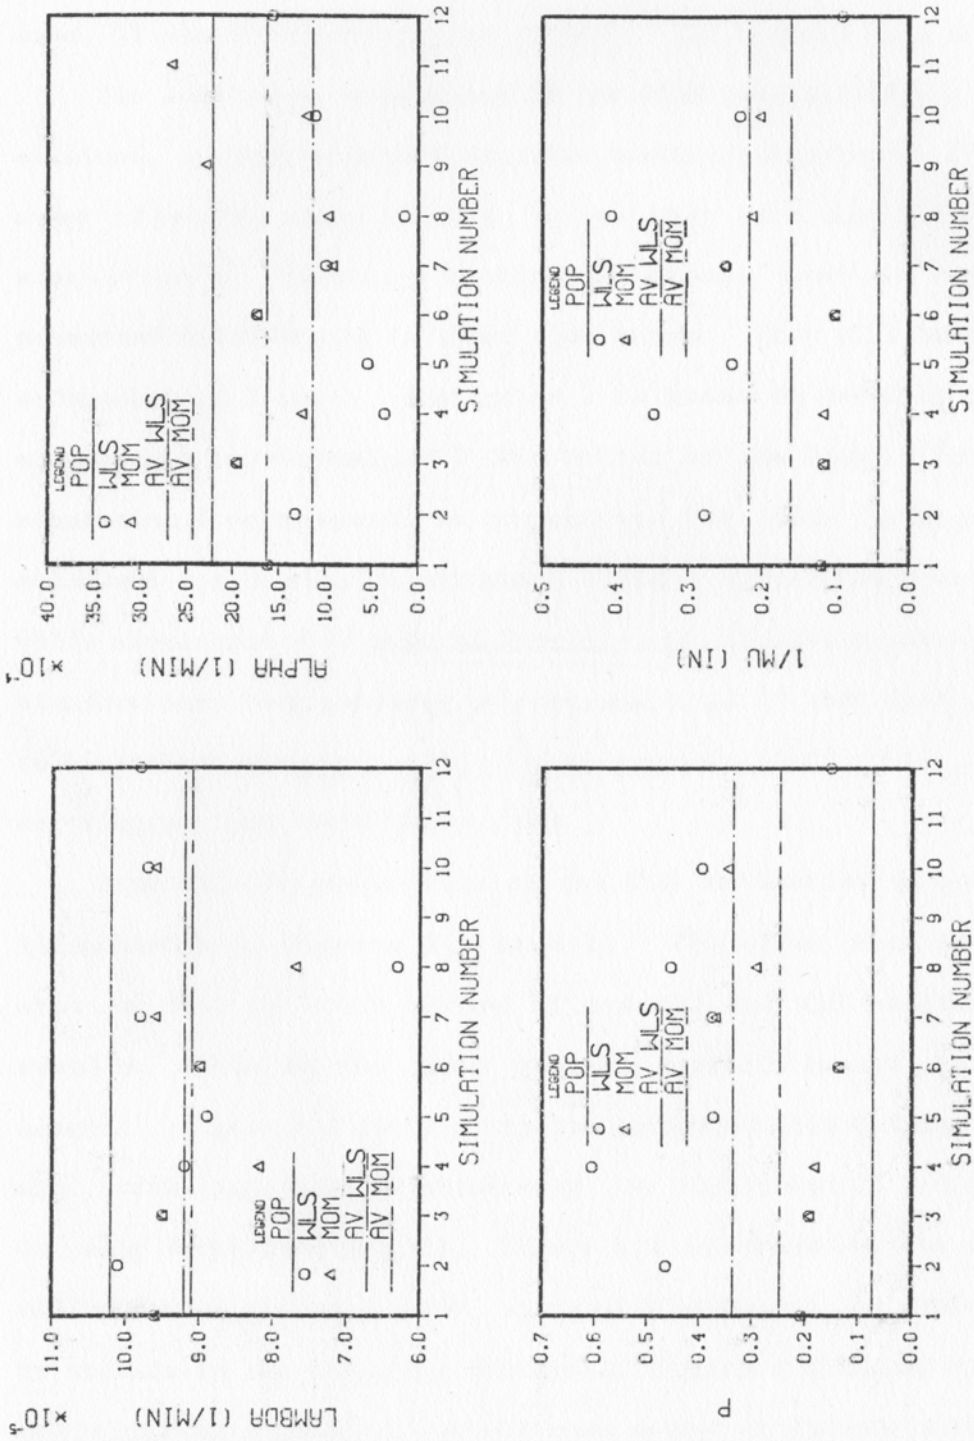 ×10⁻⁵
LAMBDA (1/MIN)
11.0
10.0
9.0
8.0
7.0
6.0
LEGEND
POP
WLS
MOM
AV WLS
AV MOM
1 2 3 4 5 6 7 8 9 10 11 12
SIMULATION NUMBER
×10⁻¹
ALPHA (1/MIN)
40.0
35.0
30.0
25.0
20.0
15.0
10.0
5.0
0.0
LEGEND
POP
WLS
MOM
AV WLS
AV MOM
1 2 3 4 5 6 7 8 9 10 11 12
SIMULATION NUMBER
P
0.7
0.6
0.5
0.4
0.3
0.2
0.1
0.0
LEGEND
POP
WLS
MOM
AV WLS
AV MOM
1 2 3 4 5 6 7 8 9 10 11 12
SIMULATION NUMBER
1/MU (IN)
0.5
0.4
0.3
0.2
0.1
0.0
LEGEND
POP
WLS
MOM
AV WLS
AV MOM
1 2 3 4 5 6 7 8 9 10 11 12
SIMULATION NUMBER